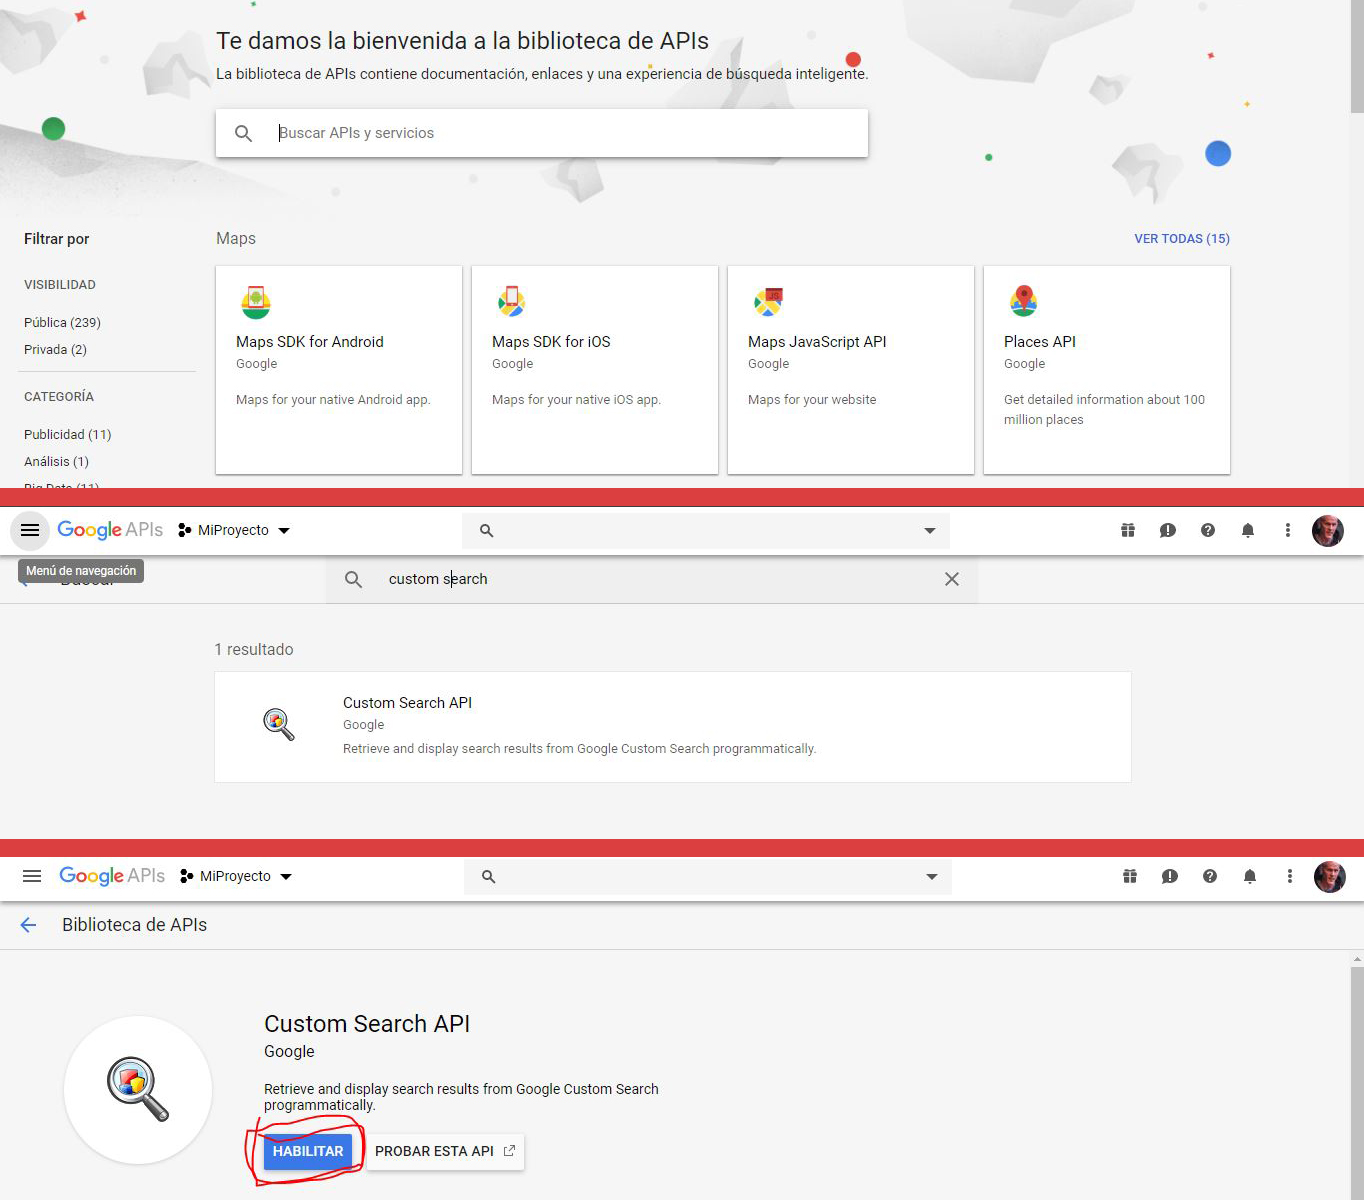 Te damos la bienvenida a la biblioteca de APIs
La biblioteca de APIs contiene documentación, enlaces y una experiencia de búsqueda inteligente.
Buscar APIs y servicios
Filtrar por
VISIBILIDAD
Pública (239)
Privada (2)
CATEGORÍA
Publicidad (11)
Análisis (1)
Big Data (11)
Maps
VER TODAS (15)
Maps SDK for Android
Google
Maps for your native Android app.
Maps SDK for iOS
Google
Maps for your native iOS app.
JS
Maps JavaScript API
Google
Maps for your website
Places API
Google
Get detailed information about 100
million places
Google APIs
MiProyecto
Menú de navegación
Buscar
custom search
1 resultado
Custom Search API
Google
Retrieve and display search results from Google Custom Search programmatically.
Google APIs
MiProyecto
Biblioteca de APIs
Custom Search API
Google
Retrieve and display search results from Google Custom Search
programmatically.
HABILITAR
PROBAR ESTA API